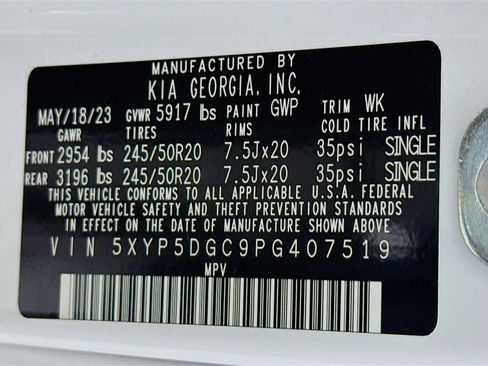 MANUFACTURED BY
KIA GEORGIA, INC.
MAY/18/23 GVWR 5917 lbs PAINT GWP TRIM WK
GAWR TIRES RIMS COLD TIRE INFL
FRONT 2954 lbs 245/50R20 7.5Jx20 35psi SINGLE
REAR 3196 lbs 245/50R20 7.5Jx20 35psi SINGLE
THIS VEHICLE CONFORMS TO ALL APPLICABLE U.S.A. FEDERAL
MOTOR VEHICLE SAFETY AND THEFT PREVENTION STANDARDS
IN EFFECT ON THE DATE OF MANUFACTURE SHOWN ABOVE
VIN 5XYP5DGC9PG407519
MPV